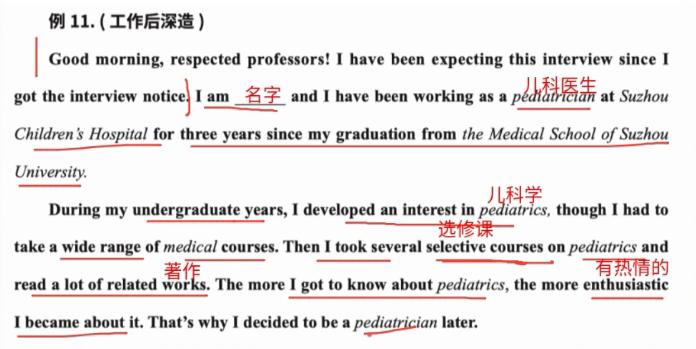 例 11. ( 工作后深造 )
Good morning, respected professors! I have been expecting this interview since I
名字
儿科医生
got the interview notice. I am ______ and I have been working as a pediatrician at Suzhou
Children's Hospital for three years since my graduation from the Medical School of Suzhou
University.
儿科学
During my undergraduate years, I developed an interest in pediatrics, though I had to
选修课
take a wide range of medical courses. Then I took several selective courses on pediatrics and
著作
有热情的
read a lot of related works. The more I got to know about pediatrics, the more enthusiastic
I became about it. That's why I decided to be a pediatrician later.